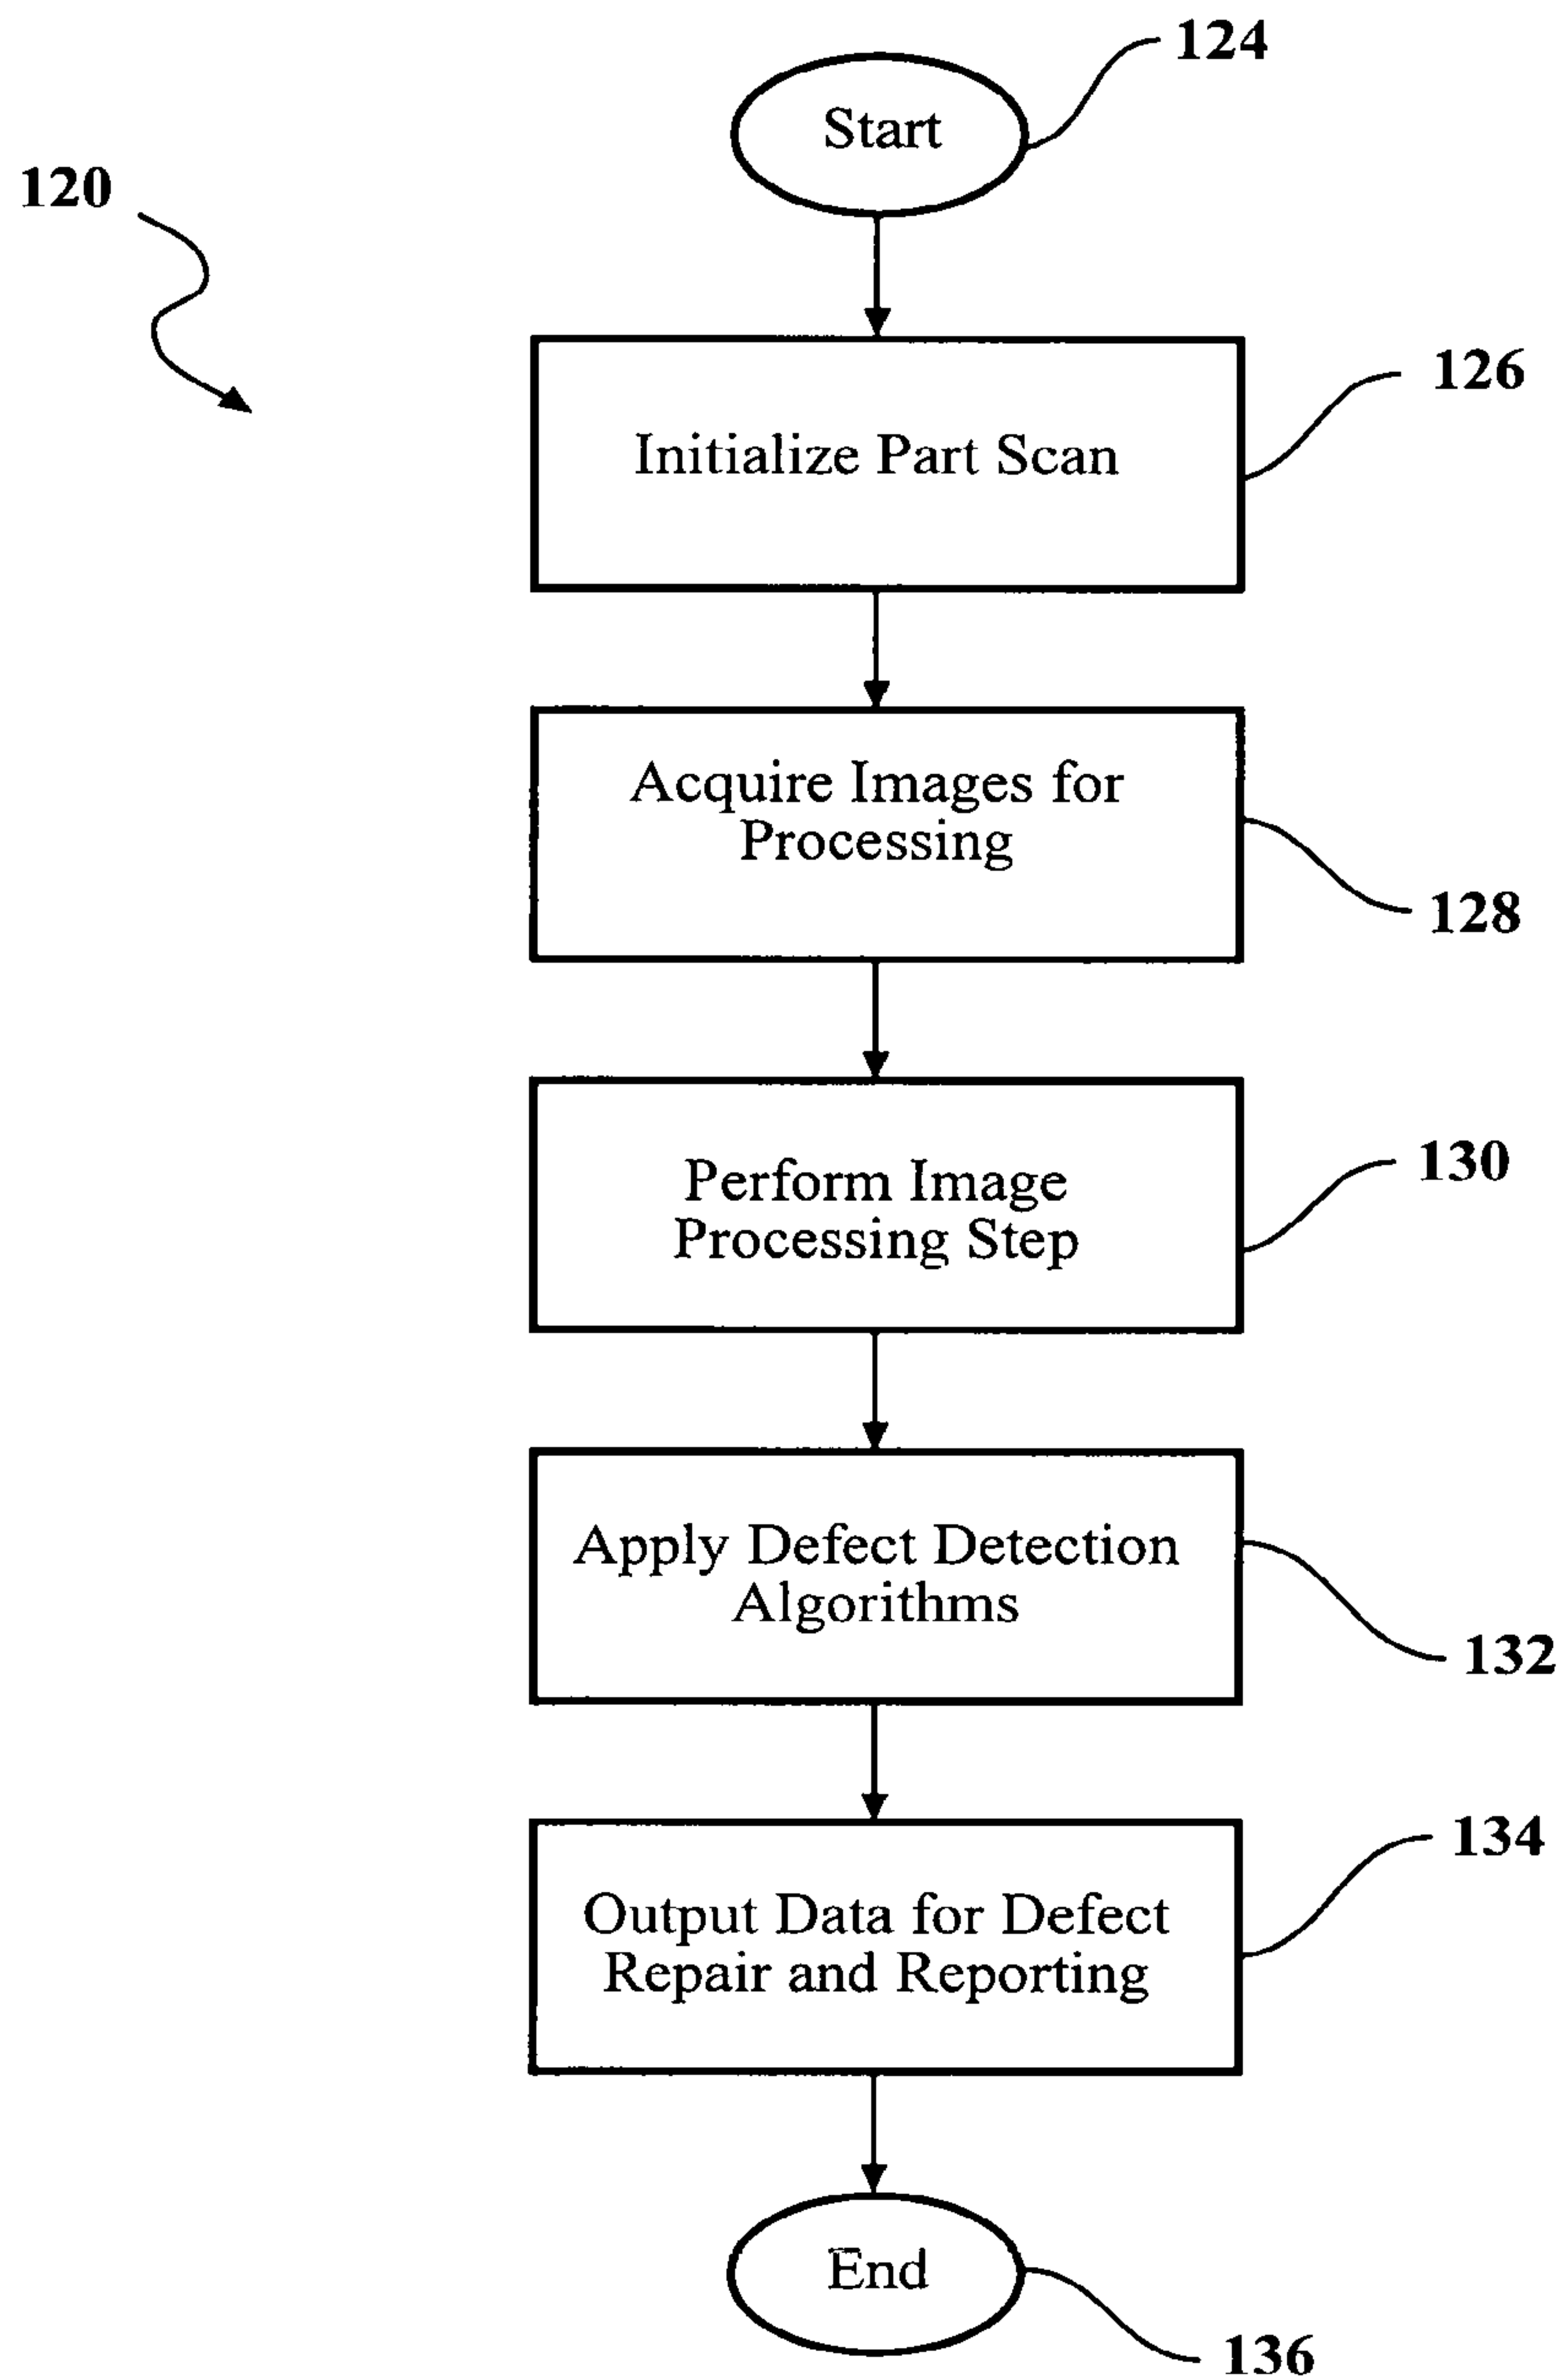 124
Start
120
126
Initialize Part Scan
Acquire Images for
Processing
128
130
Perform Image
Processing Step
Apply Defect Detection
Algorithms
132
134
Output Data for Defect
Repair and Reporting
End
136